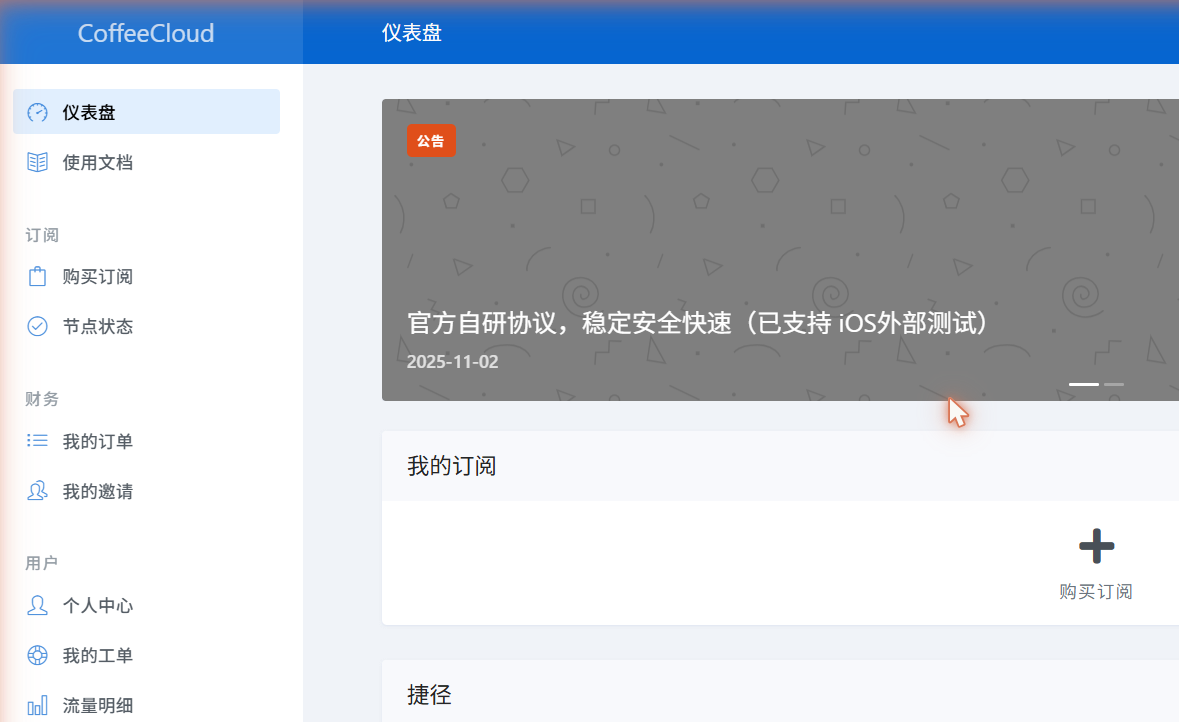 CoffeeCloud
仪表盘
仪表盘
使用文档
订阅
购买订阅
节点状态
财务
我的订单
我的邀请
用户
个人中心
我的工单
流量明细
公告
官方自研协议，稳定安全快速（已支持 iOS外部测试）
2025-11-02
我的订阅
购买订阅
捷径